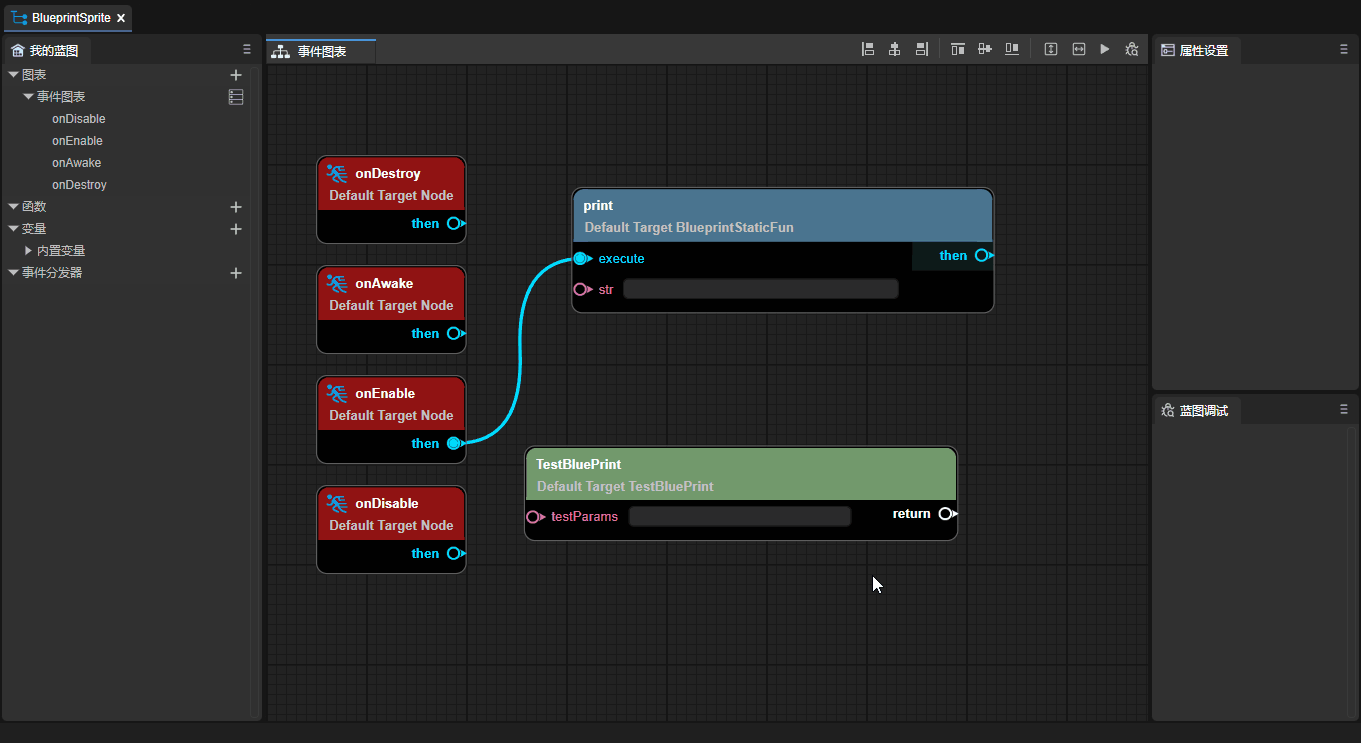 BlueprintSprite
我的蓝图
图表
事件图表
onDisable
onEnable
onAwake
onDestroy
函数
变量
内置变量
事件分发器
事件图表
onDestroy
Default Target Node
then
onAwake
Default Target Node
then
onEnable
Default Target Node
then
onDisable
Default Target Node
then
print
Default Target BlueprintStaticFun
execute
then
str
TestBluePrint
Default Target TestBluePrint
testParams
return
属性设置
蓝图调试